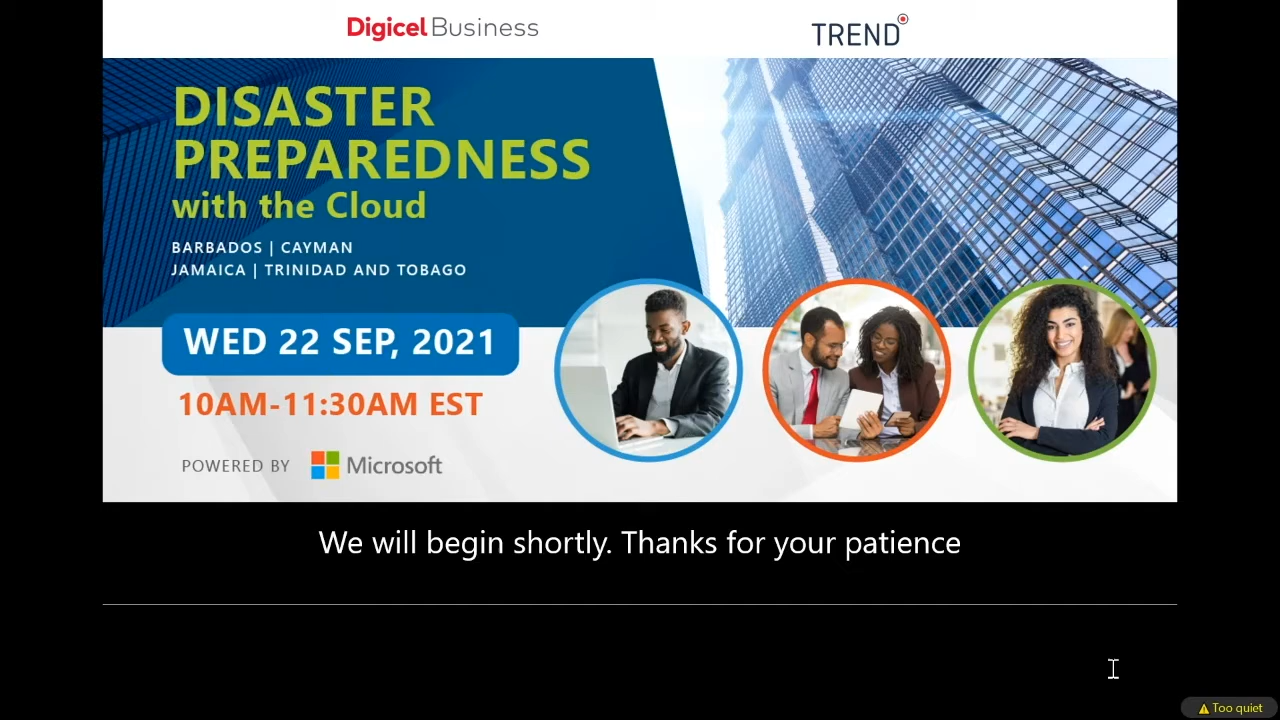 Digicel Business
TREND
DISASTER
PREPAREDNESS
with the Cloud
BARBADOS | CAYMAN
JAMAICA | TRINIDAD AND TOBAGO
WED 22 SEP, 2021
10AM-11:30AM EST
POWERED BY Microsoft
We will begin shortly. Thanks for your patience
Too quiet